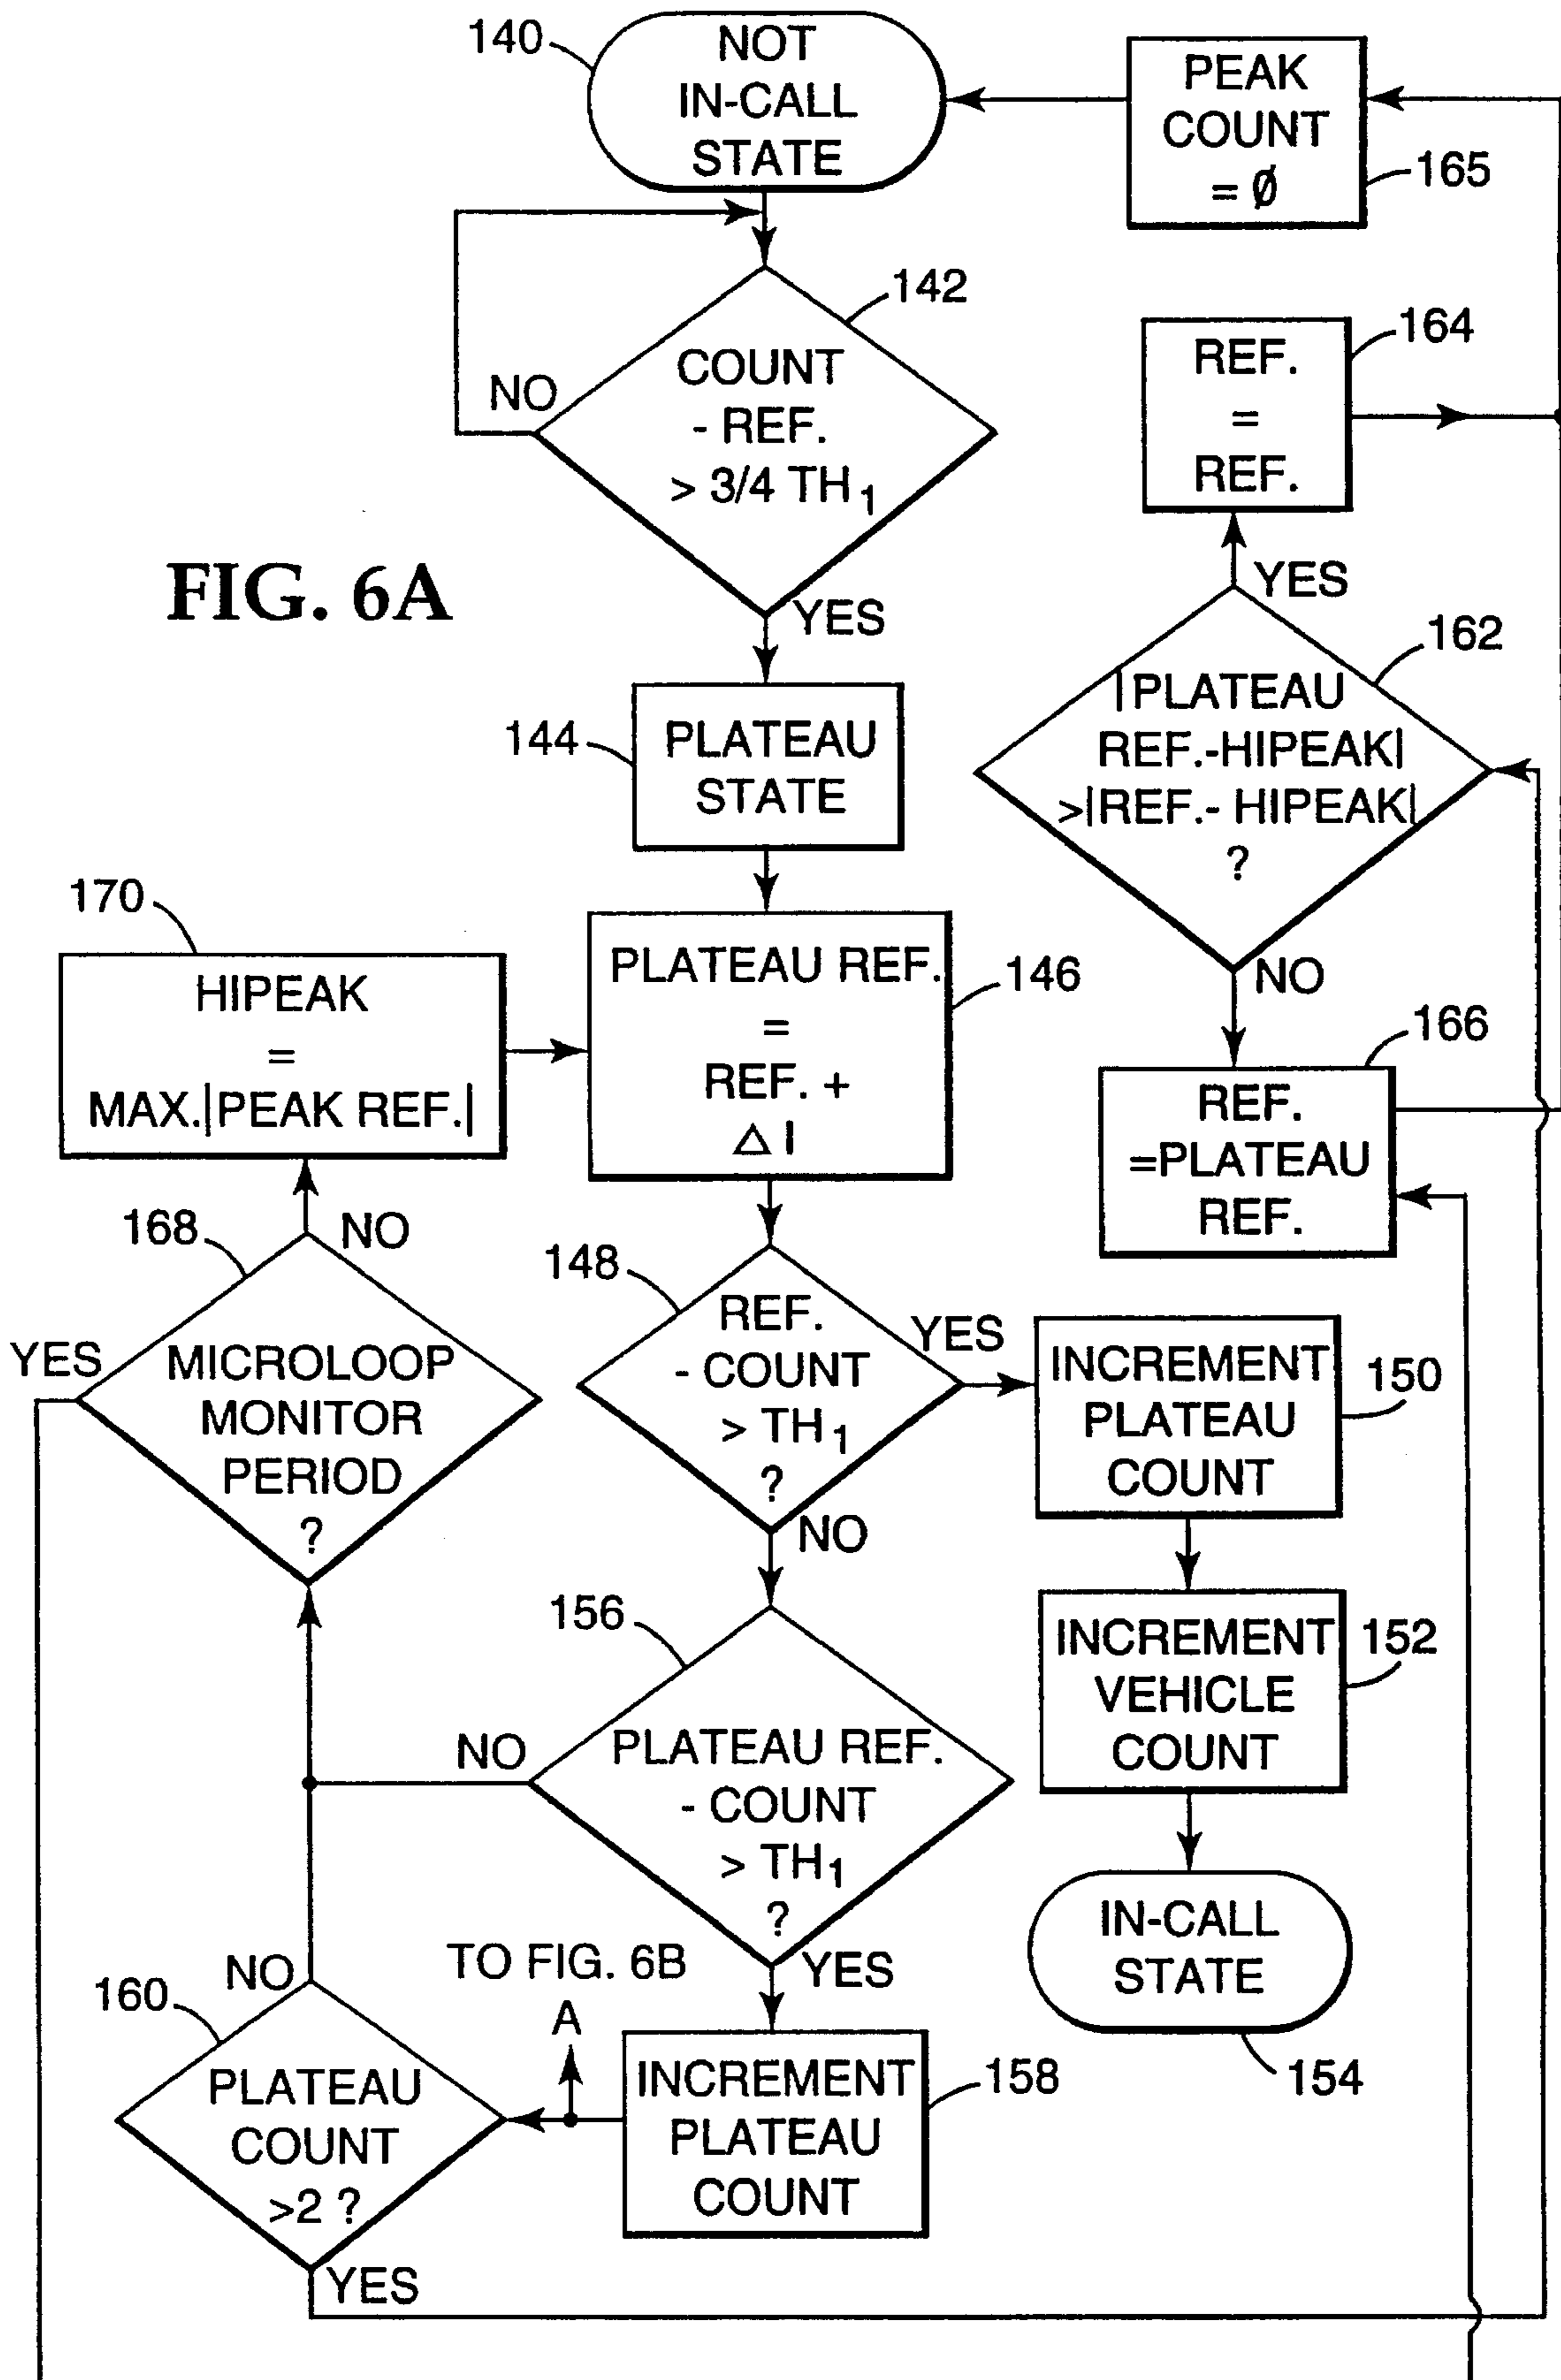 140
NOT
IN-CALL
STATE
PEAK
COUNT
= Ø
165
142
COUNT
- REF.
> 3/4 TH1
NO
YES
164
REF.
=
REF.
FIG. 6A
YES
162
|PLATEAU
REF.-HIPEAK|
>|REF.- HIPEAK|
?
NO
144
PLATEAU
STATE
170
HIPEAK
=
MAX.|PEAK REF.|
PLATEAU REF.
=
REF. +
△ I
146
166
REF.
=PLATEAU
REF.
168
NO
YES
MICROLOOP
MONITOR
PERIOD
?
148
REF.
- COUNT
> TH1
?
YES
NO
INCREMENT
PLATEAU
COUNT
150
156
PLATEAU REF.
- COUNT
> TH1
?
NO
YES
INCREMENT
VEHICLE
COUNT
152
IN-CALL
STATE
154
TO FIG. 6B
A
160
NO
PLATEAU
COUNT
>2 ?
YES
INCREMENT
PLATEAU
COUNT
158